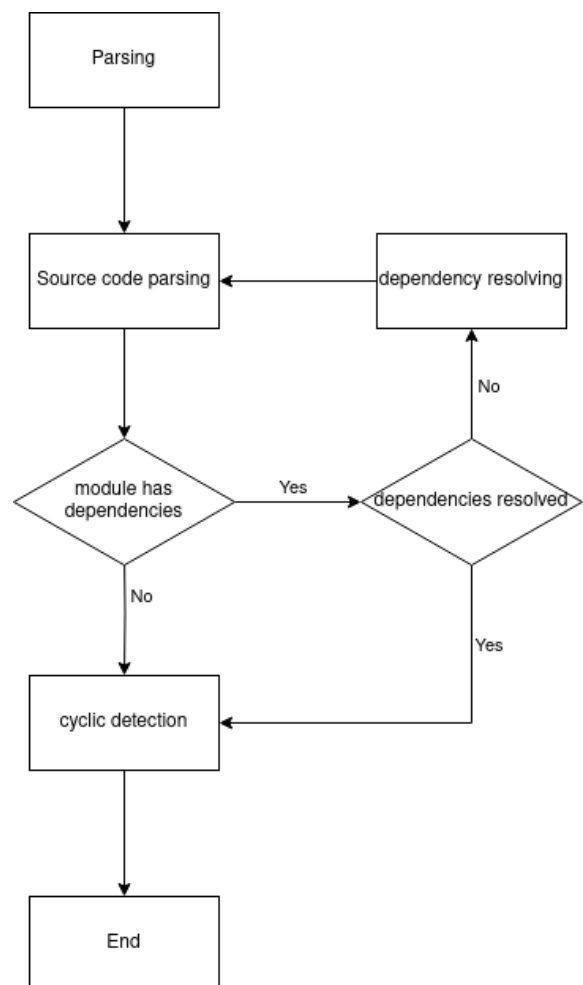 Parsing
Source code parsing
dependency resolving
No
module has
dependencies
Yes
dependencies resolved
No
Yes
cyclic detection
End